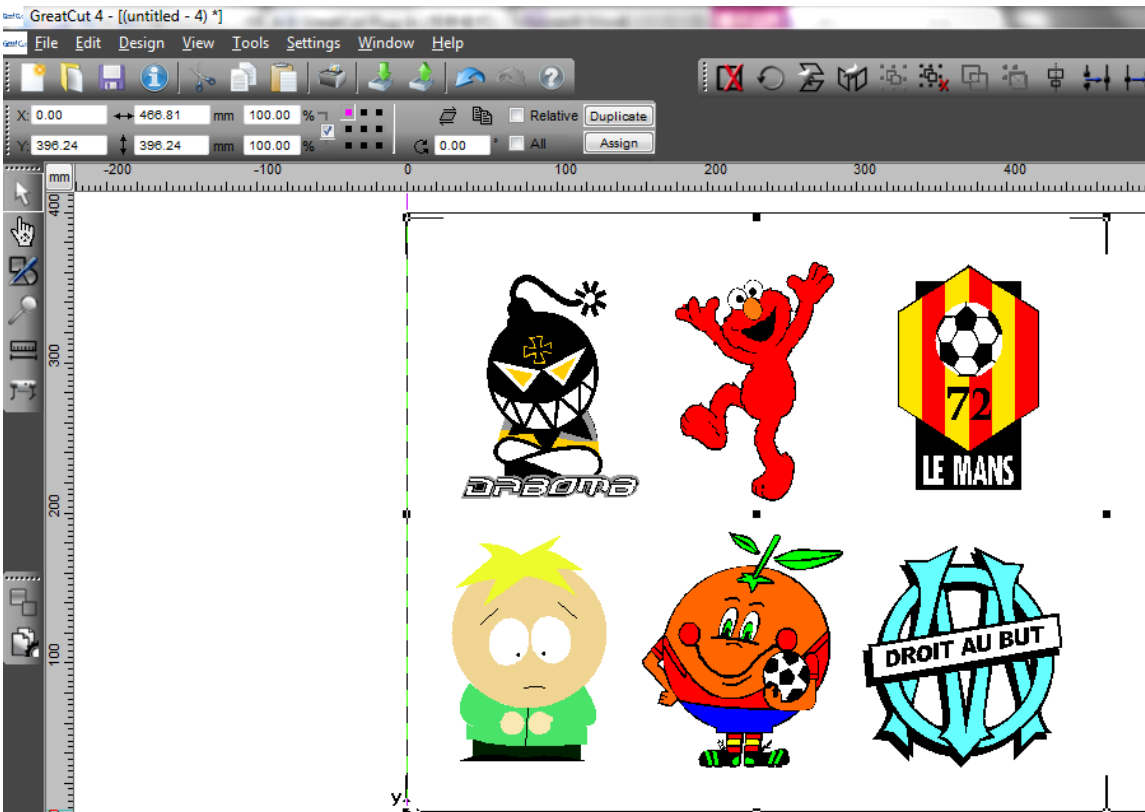 GreatCut 4 - [(untitled - 4) *]
File Edit Design View Tools Settings Window Help
X: 0.00 466.81 mm 100.00 % Relative Duplicate
Y: 396.24 396.24 mm 100.00 % 0.00 ° All Assign
mm -200 -100 0 100 200 300 400
400
300
200
100
72
LE MANS
DABOMB
DROIT AU BUT
y